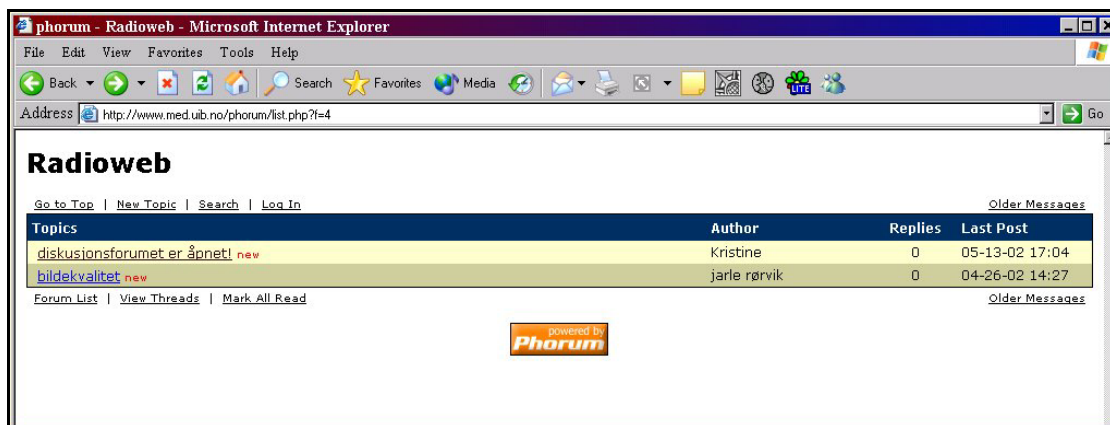 phorum - Radioweb - Microsoft Internet Explorer
File Edit View Favorites Tools Help
Back Search Favorites Media LITE
Address http://www.med.uib.no/phorum/list.php?f=4 Go
Radioweb
Go to Top | New Topic | Search | Log In Older Messages
Topics Author Replies Last Post
diskusjonsforumet er åpnet! new Kristine 0 05-13-02 17:04
bildekvalitet new jarle rørvik 0 04-26-02 14:27
Forum List | View Threads | Mark All Read Older Messages
powered by
Phorum